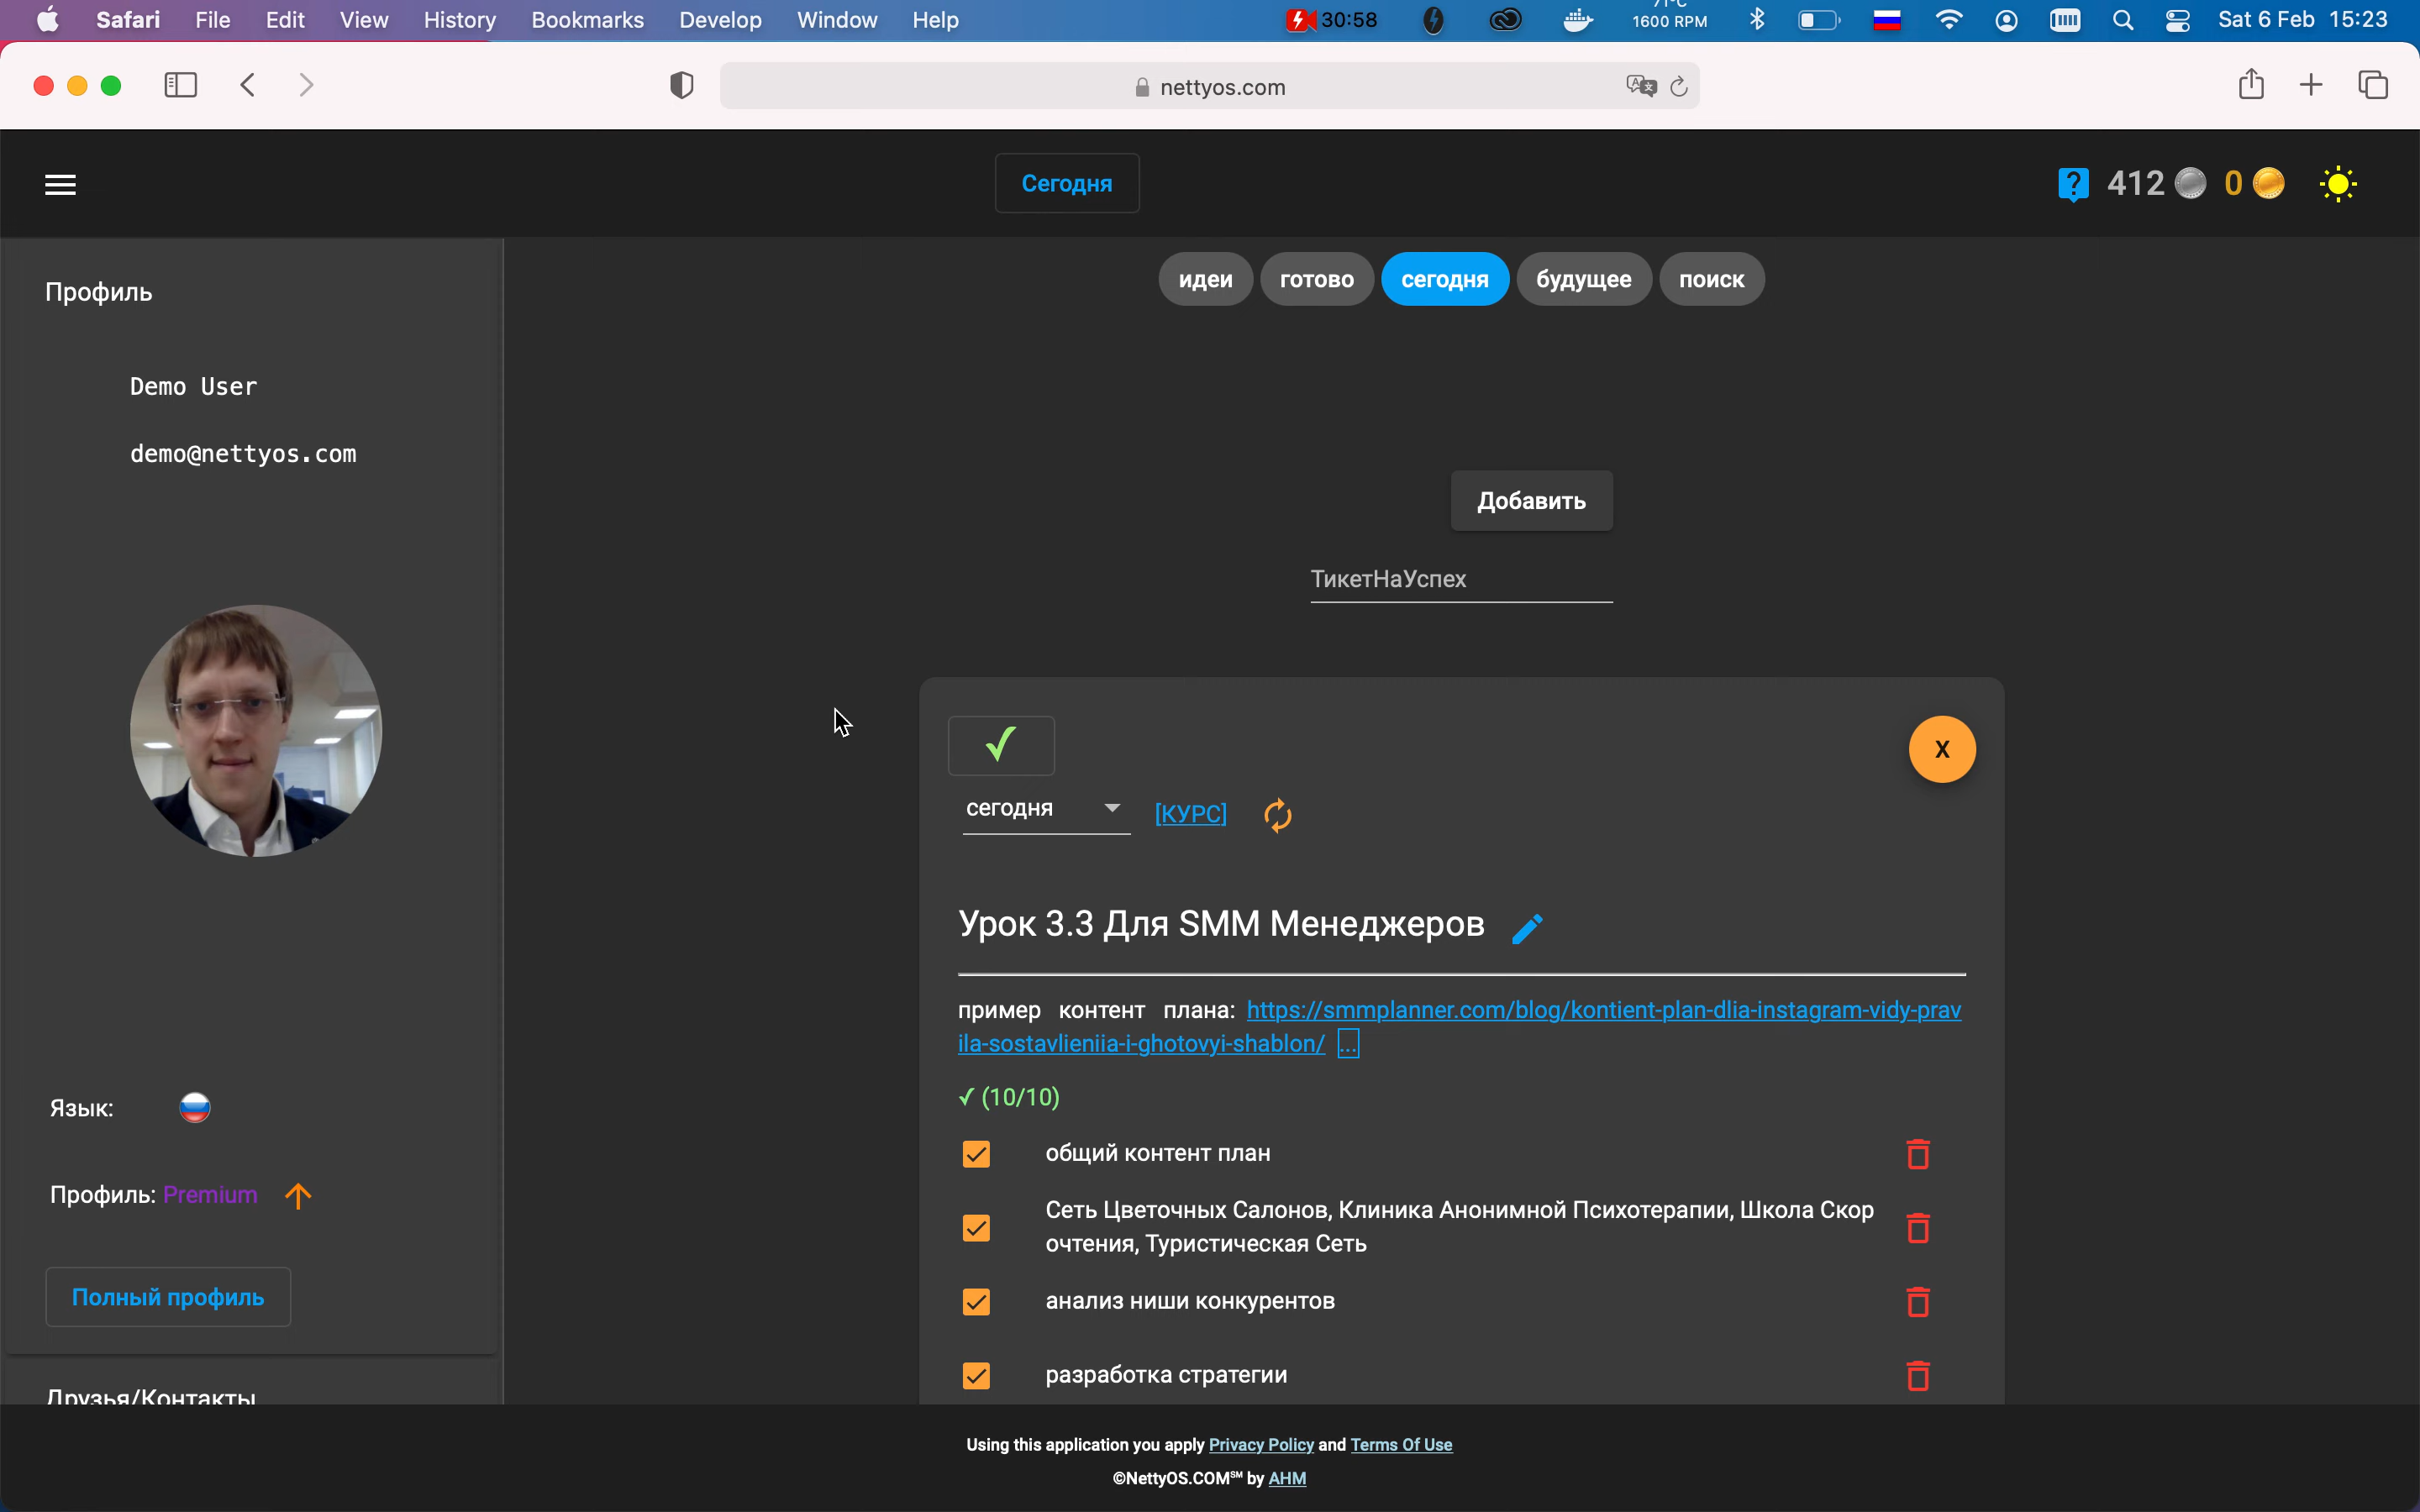 Safari File Edit View History Bookmarks Develop Window Help 30:58 1600 RPM Sat 6 Feb 15:23
nettyos.com
Сегодня ? 412 0
идеи готово сегодня будущее поиск
Профиль
Demo User
demo@nettyos.com
Язык:
Профиль: Premium
Полный профиль
Друзья/Контакты
Добавить
ТикетНаУспех
X
сегодня [КУРС]
Урок 3.3 Для SMM Менеджеров
пример контент плана: https://smmplanner.com/blog/kontient-plan-dlia-instagram-vidy-prav
ila-sostavlieniia-i-ghotovyi-shablon/ ...
✓ (10/10)
общий контент план
Сеть Цветочных Салонов, Клиника Анонимной Психотерапии, Школа Скор
очтения, Туристическая Сеть
анализ ниши конкурентов
разработка стратегии
Using this application you apply Privacy Policy and Terms Of Use
©NettyOS.COM℠ by AHM